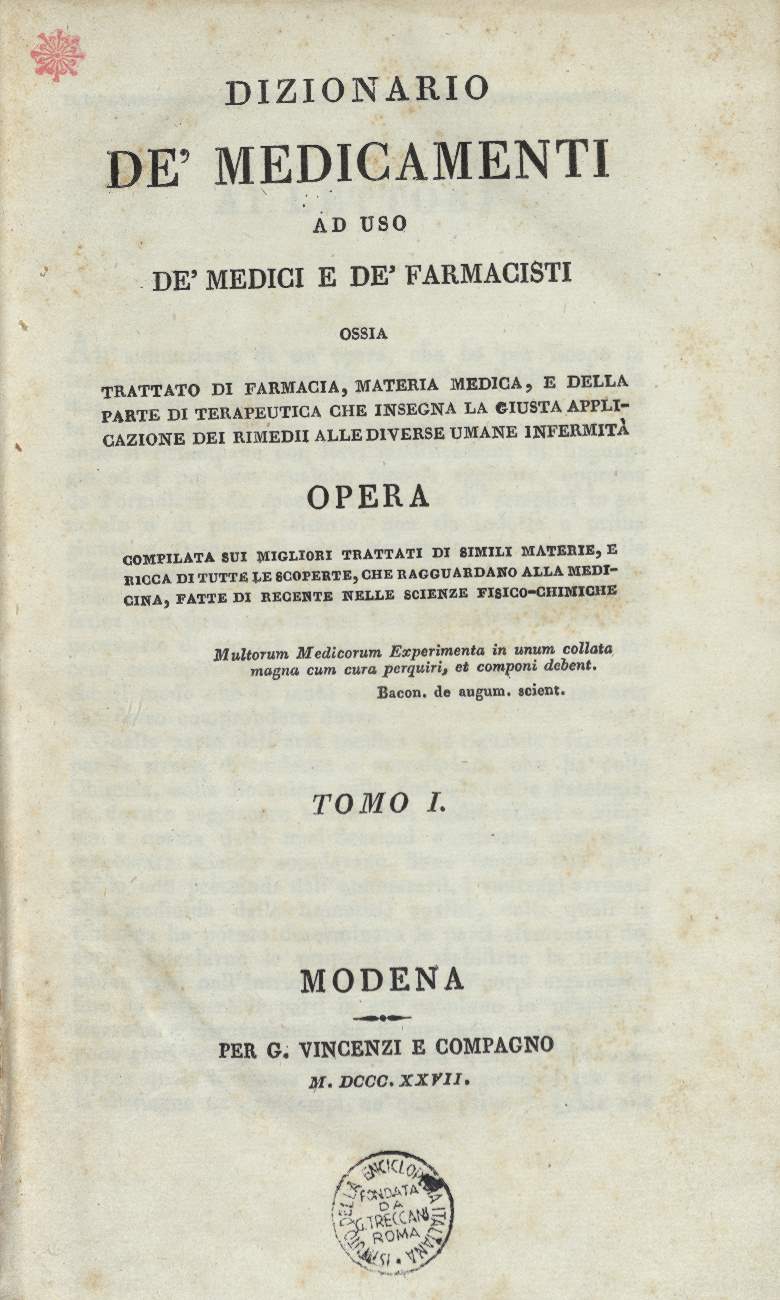 DIZIONARIO
DE' MEDICAMENTI
AD USO
DE' MEDICI E DE' FARMACISTI
OSSIA
TRATTATO DI FARMACIA, MATERIA MEDICA, E DELLA
PARTE DI TERAPEUTICA CHE INSEGNA LA GIUSTA APPLI-
CAZIONE DEI RIMEDII ALLE DIVERSE UMANE INFERMITÀ
OPERA
COMPILATA SUI MIGLIORI TRATTATI DI SIMILI MATERIE, E
RICCA DI TUTTE LE SCOPERTE, CHE RAGGUARDANO ALLA MEDI-
CINA, FATTE DI RECENTE NELLE SCIENZE FISICO-CHIMICHE
Multorum Medicorum Experimenta in unum collata
magna cum cura perquiri, et componi debent.
Bacon. de augum. scient.
TOMO I.
MODENA
PER G. VINCENZI E COMPAGNO
M. DCCC. XXVII.
ISTITUTO DELLA ENCICLOPEDIA ITALIANA
FONDATA
DA
G. TRECCANI
ROMA